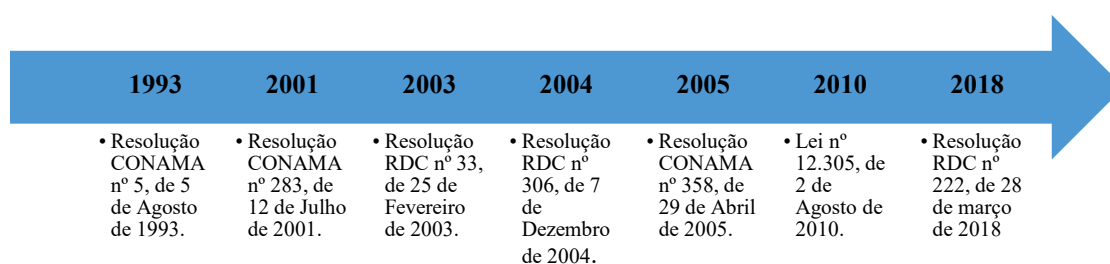 1993 2001 2003 2004 2005 2010 2018
• Resolução
CONAMA
nº 5, de 5
de Agosto
de 1993.
• Resolução
CONAMA
nº 283, de
12 de Julho
de 2001.
• Resolução
RDC nº 33,
de 25 de
Fevereiro
de 2003.
• Resolução
RDC nº
306, de 7
de
Dezembro
de 2004.
• Resolução
CONAMA
nº 358, de
29 de Abril
de 2005.
• Lei nº
12.305, de
2 de
Agosto de
2010.
• Resolução
RDC nº
222, de 28
de março
de 2018